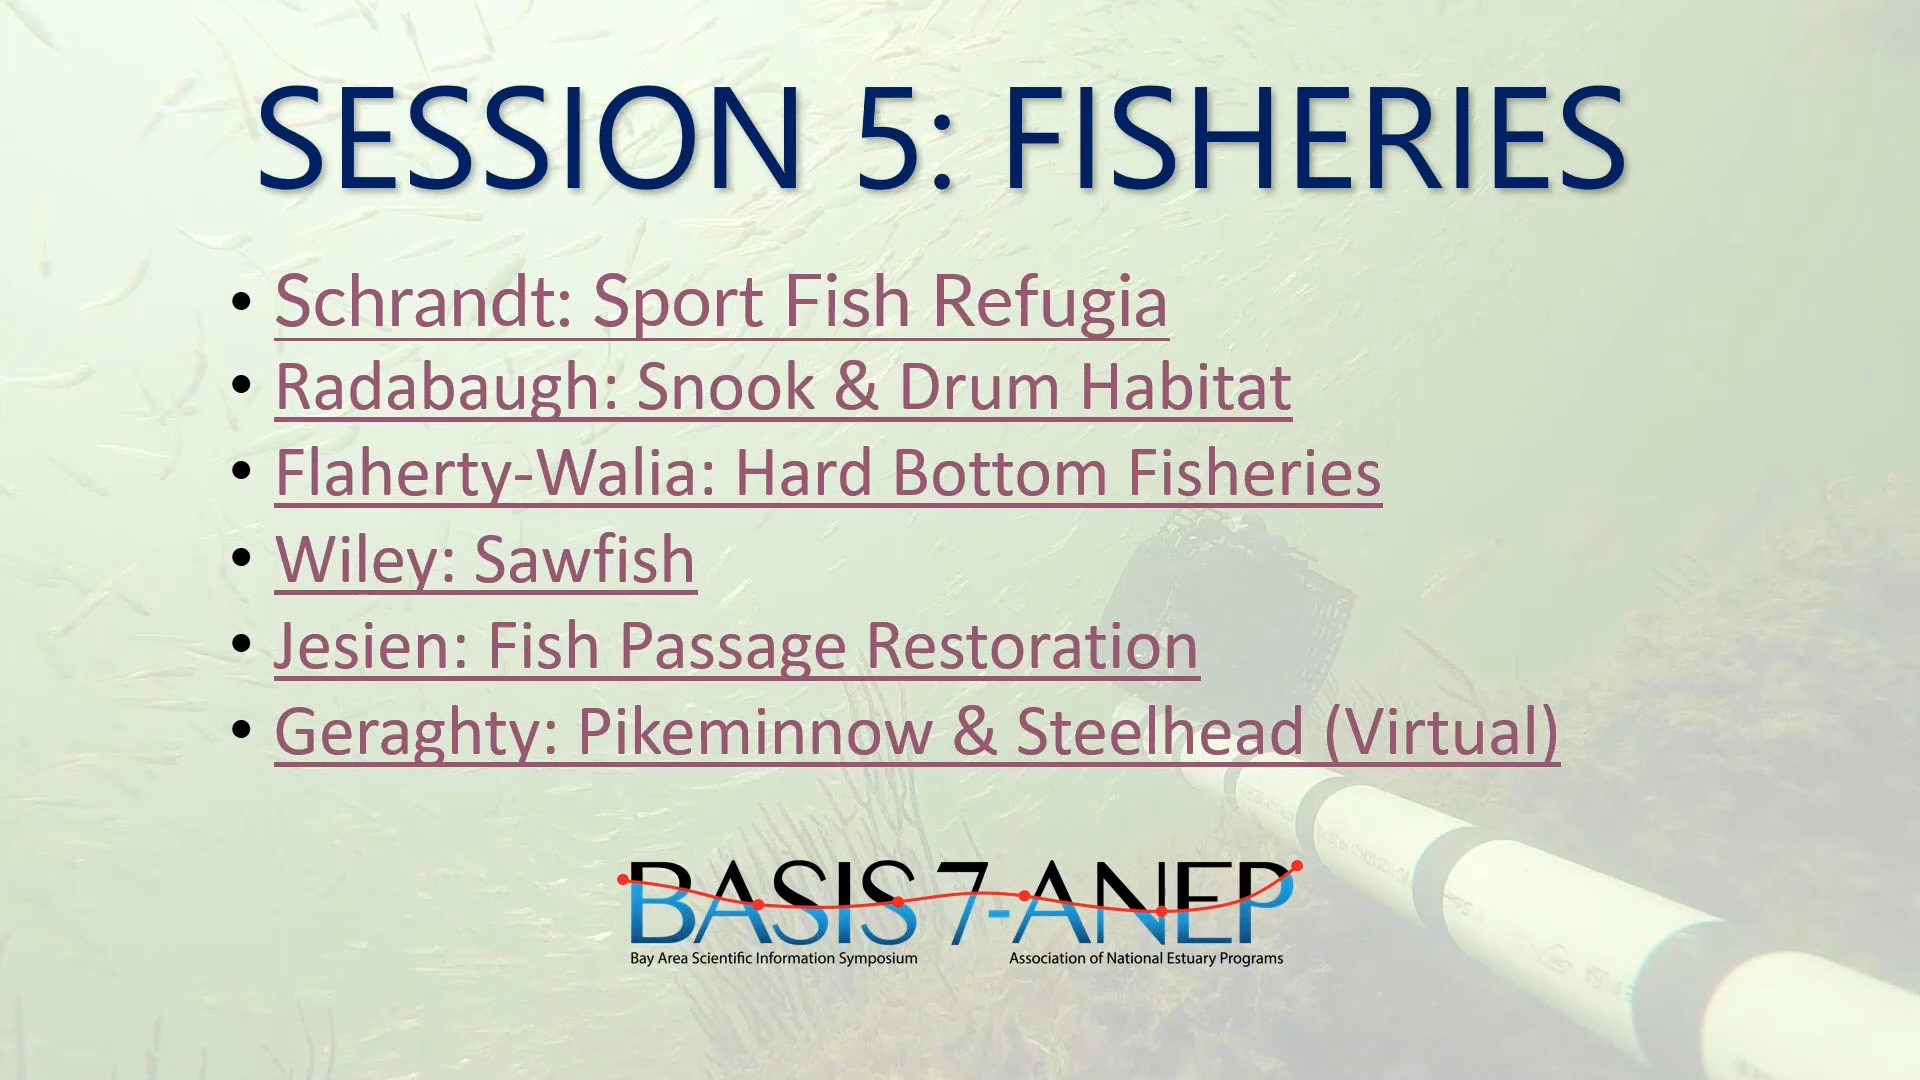 SESSION 5: FISHERIES
• Schrandt: Sport Fish Refugia
• Radabaugh: Snook & Drum Habitat
• Flaherty-Walia: Hard Bottom Fisheries
• Wiley: Sawfish
• Jesien: Fish Passage Restoration
• Geraghty: Pikeminnow & Steelhead (Virtual)
BASIS 7-ANEP
Bay Area Scientific Information Symposium
Association of National Estuary Programs